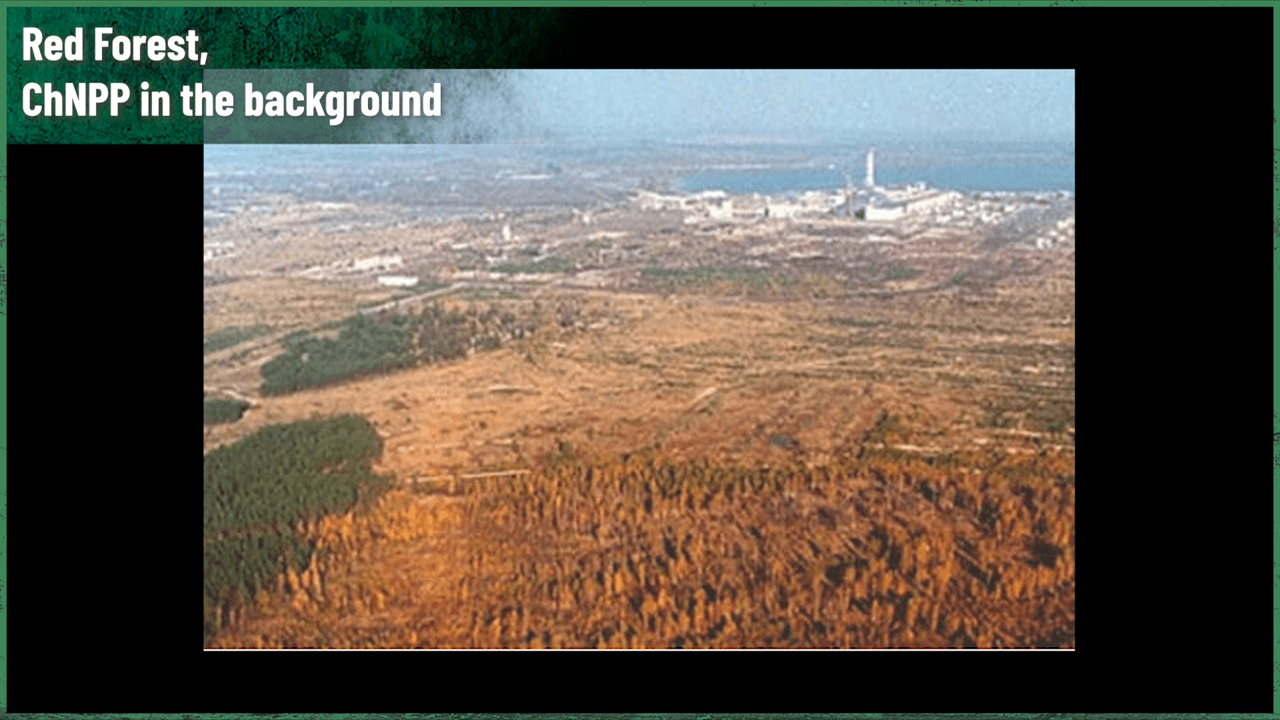 Red Forest,
ChNPP in the background